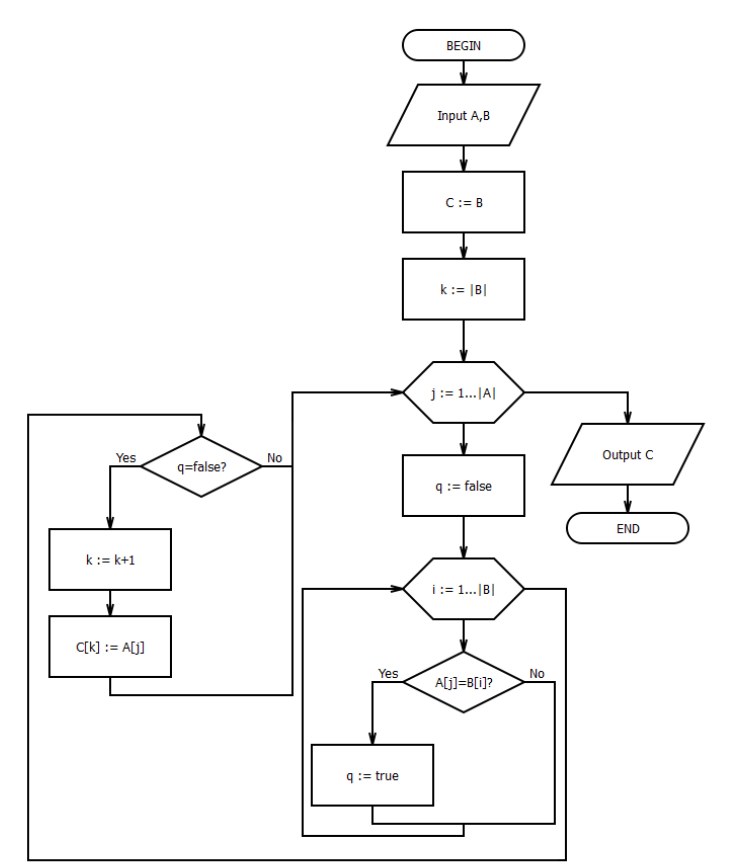 BEGIN
Input A,B
C := B
k := |B|
j := 1...|A|
q := false
Output C
END
i := 1...|B|
A[j]=B[i]?
Yes
No
q := true
q=false?
Yes
No
k := k+1
C[k] := A[j]